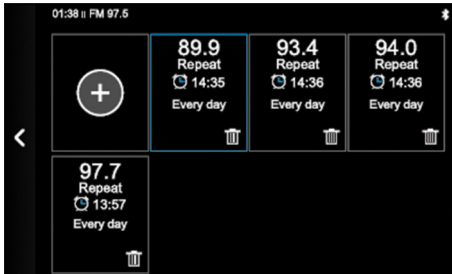 01:38 II FM 97.5
89.9
Repeat
14:35
Every day
93.4
Repeat
14:36
Every day
94.0
Repeat
14:36
Every day
97.7
Repeat
13:57
Every day